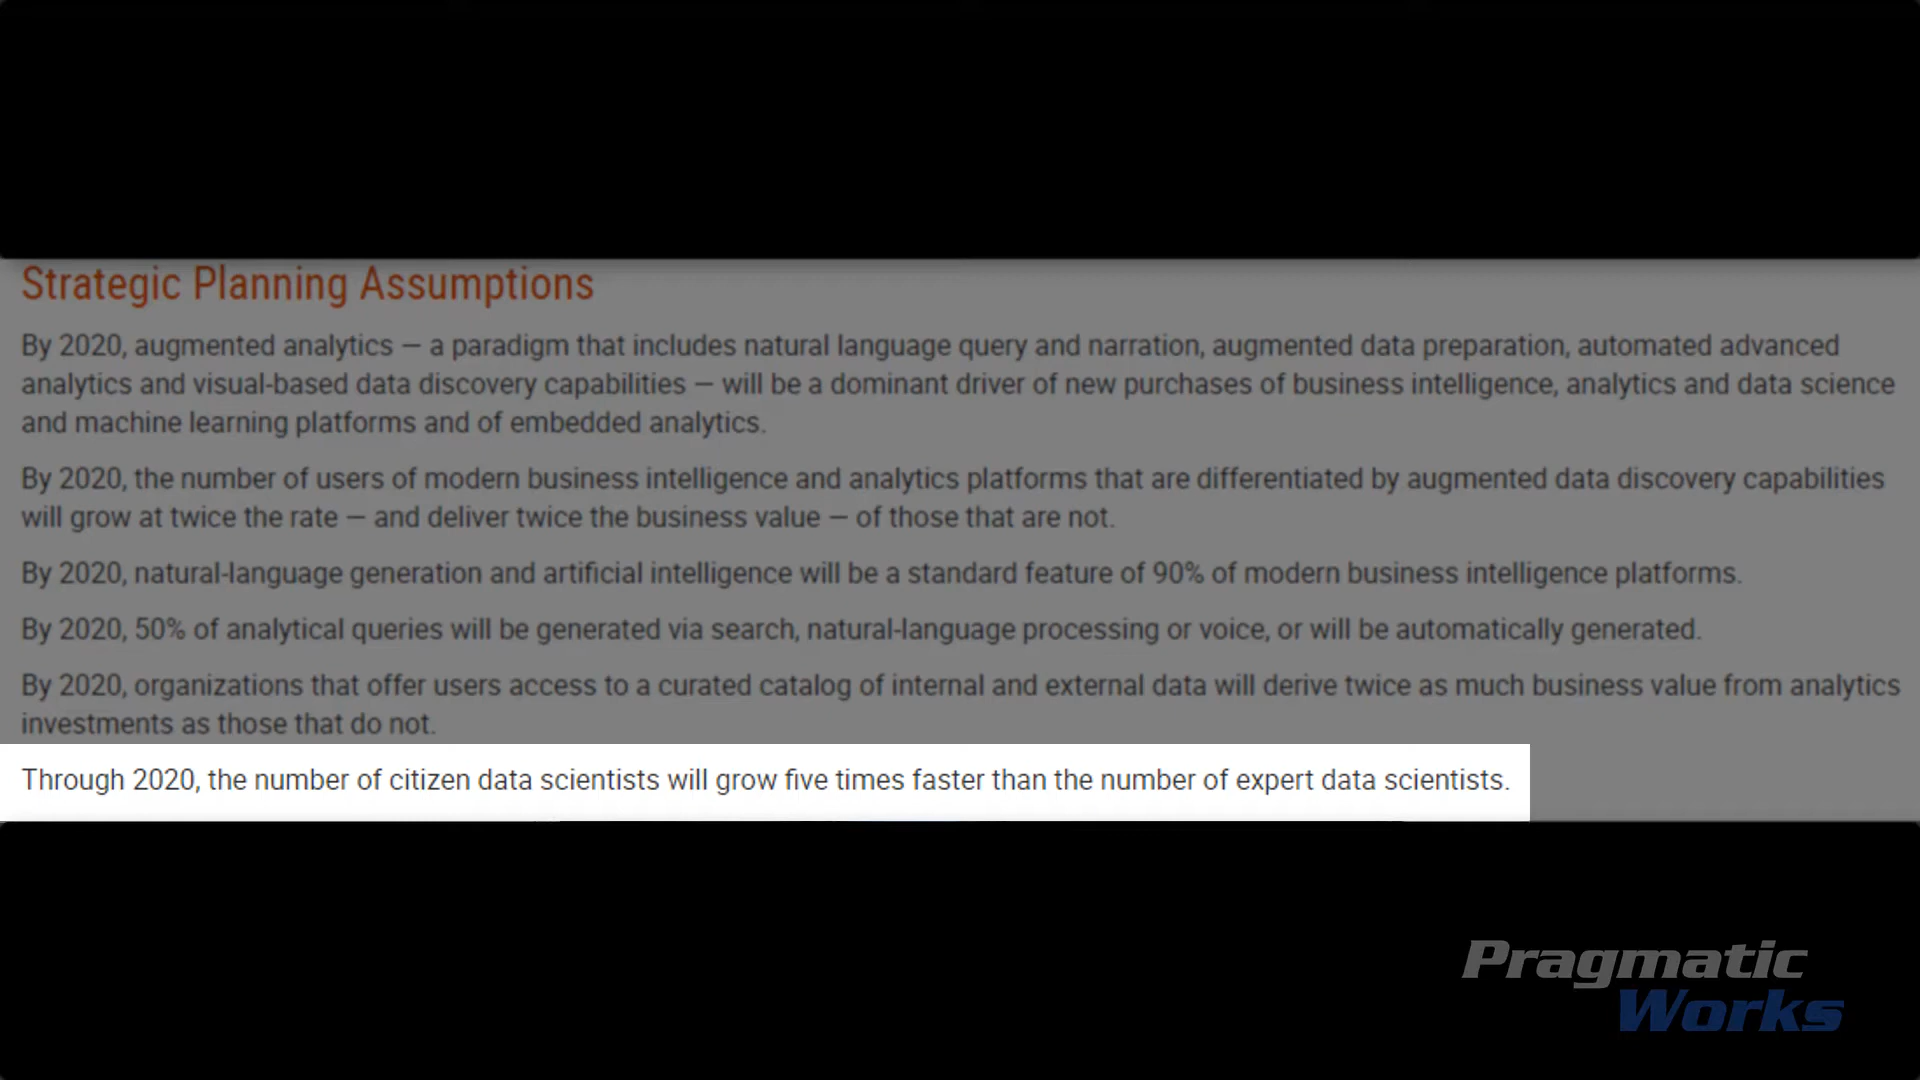 Strategic Planning Assumptions
By 2020, augmented analytics — a paradigm that includes natural language query and narration, augmented data preparation, automated advanced
analytics and visual-based data discovery capabilities — will be a dominant driver of new purchases of business intelligence, analytics and data science
and machine learning platforms and of embedded analytics.
By 2020, the number of users of modern business intelligence and analytics platforms that are differentiated by augmented data discovery capabilities
will grow at twice the rate — and deliver twice the business value — of those that are not.
By 2020, natural-language generation and artificial intelligence will be a standard feature of 90% of modern business intelligence platforms.
By 2020, 50% of analytical queries will be generated via search, natural-language processing or voice, or will be automatically generated.
By 2020, organizations that offer users access to a curated catalog of internal and external data will derive twice as much business value from analytics
investments as those that do not.
Through 2020, the number of citizen data scientists will grow five times faster than the number of expert data scientists.
Pragmatic
Works